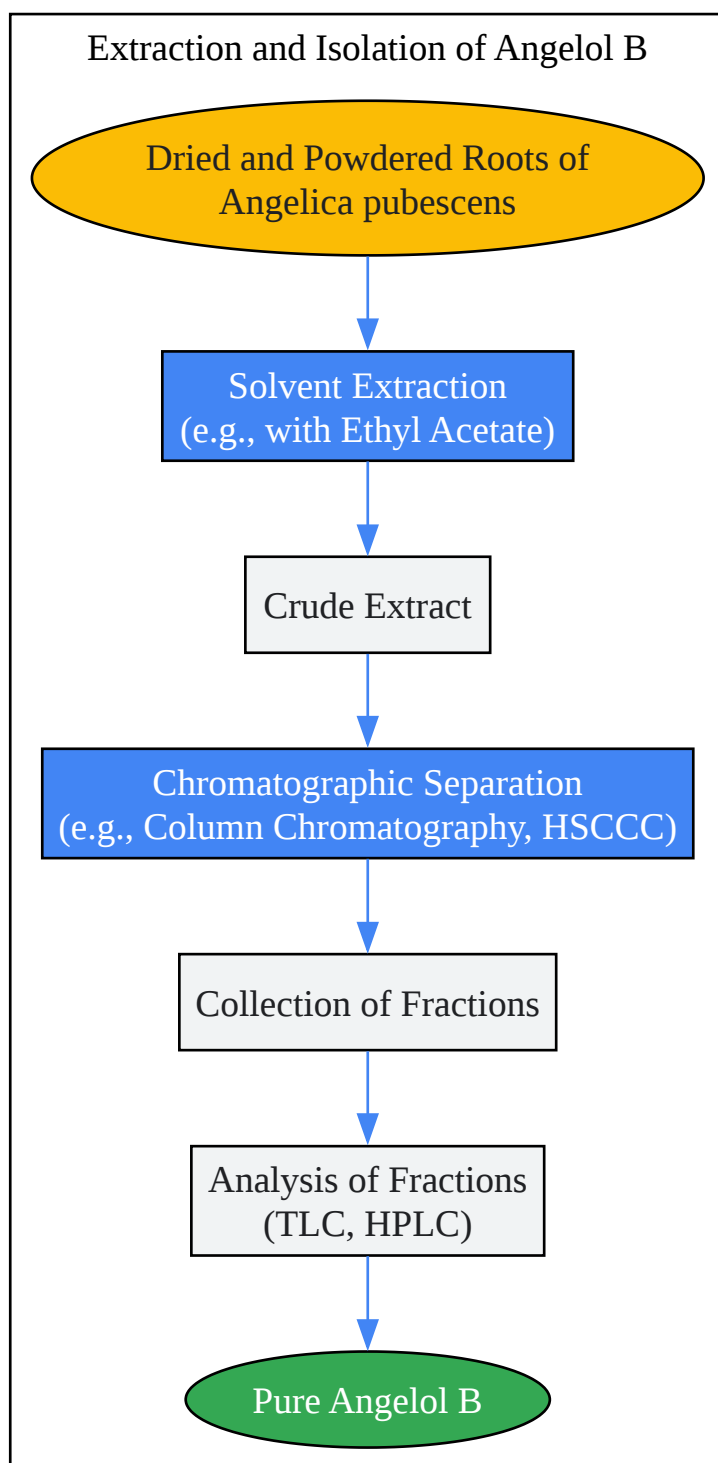 Extraction and Isolation of Angelol B
Dried and Powdered Roots of
Angelica pubescens
Solvent Extraction
(e.g., with Ethyl Acetate)
Crude Extract
Chromatographic Separation
(e.g., Column Chromatography, HSCCC)
Collection of Fractions
Analysis of Fractions
(TLC, HPLC)
Pure Angelol B